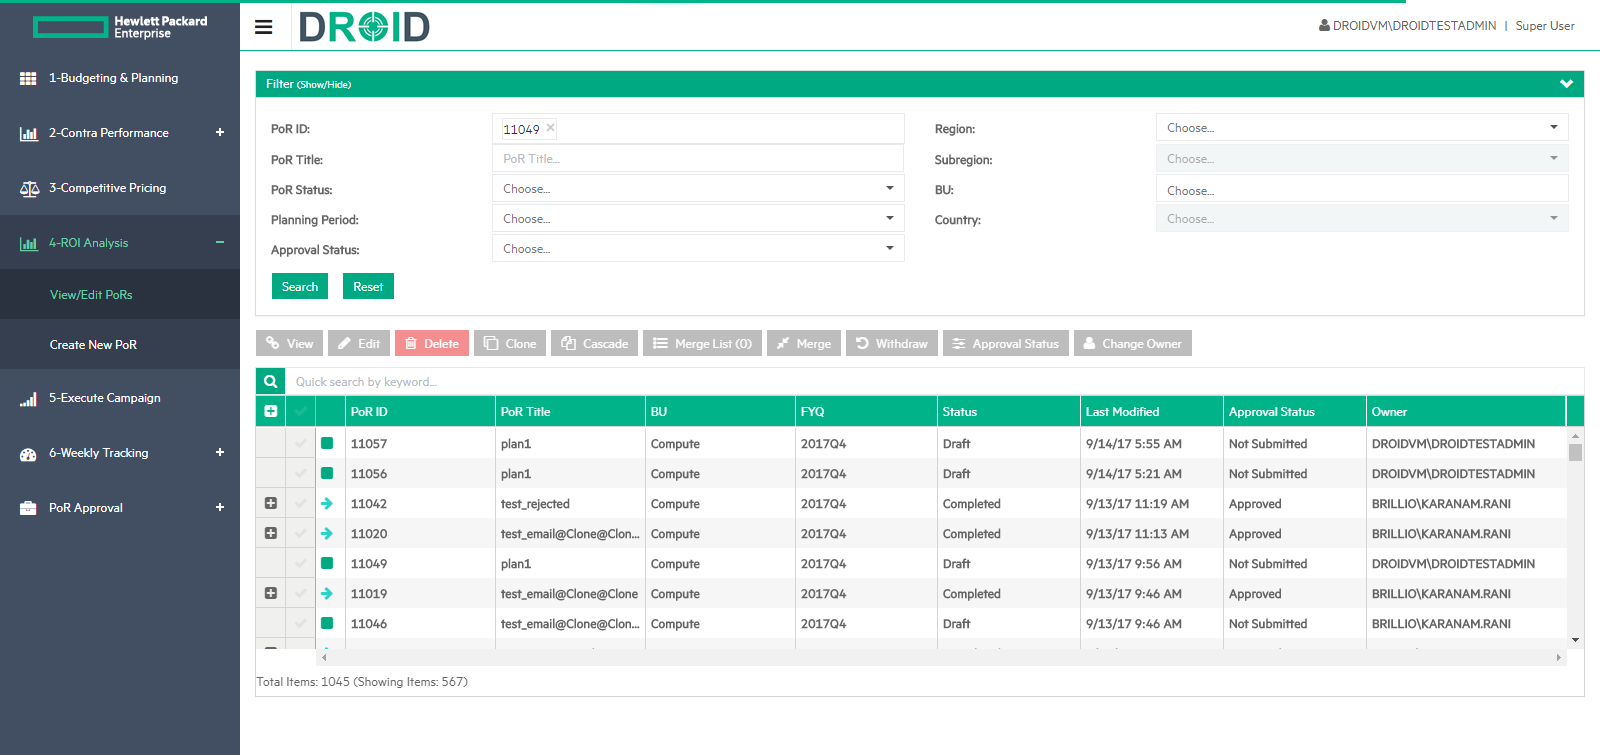 Hewlett Packard
Enterprise
DROID
DROIDVM\DROIDTESTADMIN | Super User
1-Budgeting & Planning
2-Contra Performance +
3-Competitive Pricing
4-ROI Analysis −
View/Edit PoRs
Create New PoR
5-Execute Campaign
6-Weekly Tracking +
PoR Approval +
Filter (Show/Hide)
PoR ID: 11049 × Region: Choose...
PoR Title: PoR Title... Subregion: Choose...
PoR Status: Choose... BU: Choose...
Planning Period: Choose... Country: Choose...
Approval Status: Choose...
Search Reset
View Edit Delete Clone Cascade Merge List (0) Merge Withdraw Approval Status Change Owner
Quick search by keyword...
PoR ID PoR Title BU FYQ Status Last Modified Approval Status Owner
11057 plan1 Compute 2017Q4 Draft 9/14/17 5:55 AM Not Submitted DROIDVM\DROIDTESTADMIN
11056 plan1 Compute 2017Q4 Draft 9/14/17 5:21 AM Not Submitted DROIDVM\DROIDTESTADMIN
11042 test_rejected Compute 2017Q4 Completed 9/13/17 11:19 AM Approved BRILLIO\KARANAM.RANI
11020 test_email@Clone@Clon... Compute 2017Q4 Completed 9/13/17 11:13 AM Approved BRILLIO\KARANAM.RANI
11049 plan1 Compute 2017Q4 Draft 9/13/17 9:56 AM Not Submitted DROIDVM\DROIDTESTADMIN
11019 test_email@Clone@Clone Compute 2017Q4 Completed 9/13/17 9:46 AM Approved BRILLIO\KARANAM.RANI
11046 test_email@Clone@Clon... Compute 2017Q4 Draft 9/13/17 9:46 AM Not Submitted BRILLIO\KARANAM.RANI
Total Items: 1045 (Showing Items: 567)